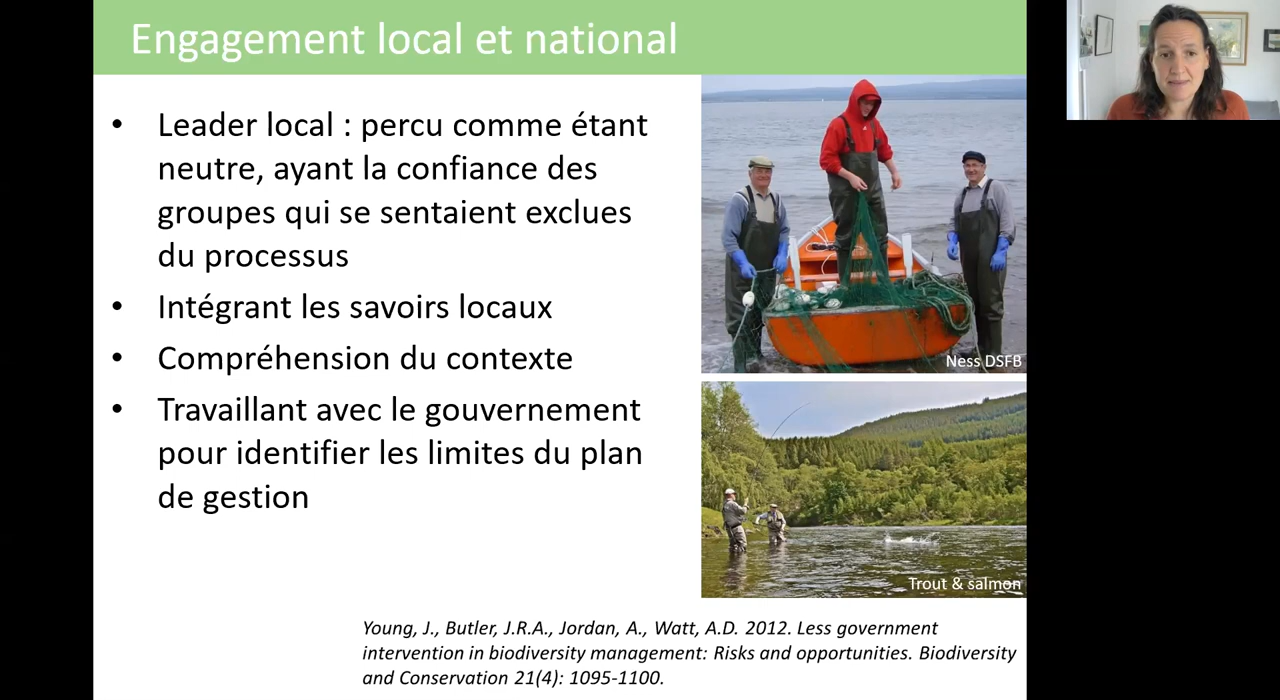 Engagement local et national
• Leader local : percu comme étant
neutre, ayant la confiance des
groupes qui se sentaient exclues
du processus
• Intégrant les savoirs locaux
• Compréhension du contexte
• Travaillant avec le gouvernement
pour identifier les limites du plan
de gestion
Ness DSFB
Trout & salmon
Young, J., Butler, J.R.A., Jordan, A., Watt, A.D. 2012. Less government
intervention in biodiversity management: Risks and opportunities. Biodiversity
and Conservation 21(4): 1095-1100.